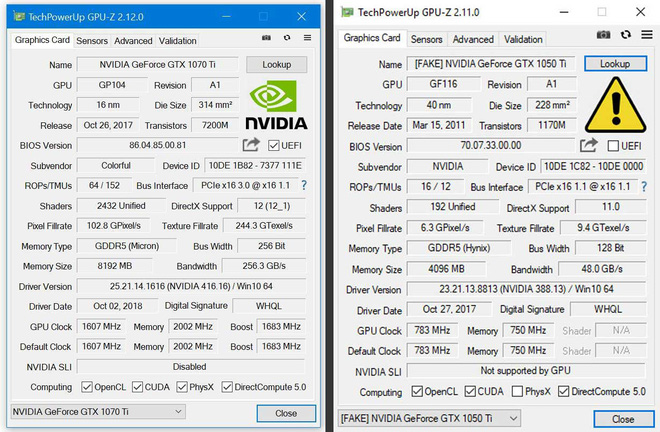 TechPowerUp GPU-Z 2.12.0
Graphics Card Sensors Advanced Validation
Name NVIDIA GeForce GTX 1070 Ti Lookup
GPU GP104 Revision A1
Technology 16 nm Die Size 314 mm²
Release Oct 26, 2017 Transistors 7200M
NVIDIA
BIOS Version 86.04.85.00.81 UEFI
Subvendor Colorful Device ID 10DE 1B82 - 7377 111E
ROPs/TMUs 64 / 152 Bus Interface PCIe x16 3.0 @ x16 1.1 ?
Shaders 2432 Unified DirectX Support 12 (12_1)
Pixel Fillrate 102.8 GPixel/s Texture Fillrate 244.3 GTexel/s
Memory Type GDDR5 (Micron) Bus Width 256 Bit
Memory Size 8192 MB Bandwidth 256.3 GB/s
Driver Version 25.21.14.1616 (NVIDIA 416.16) / Win10 64
Driver Date Oct 02, 2018 Digital Signature WHQL
GPU Clock 1607 MHz Memory 2002 MHz Boost 1683 MHz
Default Clock 1607 MHz Memory 2002 MHz Boost 1683 MHz
NVIDIA SLI Disabled
Computing OpenCL CUDA PhysX DirectCompute 5.0
NVIDIA GeForce GTX 1070 Ti Close
TechPowerUp GPU-Z 2.11.0
Graphics Card Sensors Advanced Validation
Name [FAKE] NVIDIA GeForce GTX 1050 Ti Lookup
GPU GF116 Revision A1
Technology 40 nm Die Size 228 mm²
Release Date Mar 15, 2011 Transistors 1170M
BIOS Version 70.07.33.00.00 UEFI
Subvendor NVIDIA Device ID 10DE 1C82 - 10DE 0000
ROPs/TMUs 16 / 12 Bus Interface PCIe x16 1.1 @ x16 1.1 ?
Shaders 192 Unified DirectX Support 11.0
Pixel Fillrate 6.3 GPixel/s Texture Fillrate 9.4 GTexel/s
Memory Type GDDR5 (Hynix) Bus Width 128 Bit
Memory Size 4096 MB Bandwidth 48.0 GB/s
Driver Version 23.21.13.8813 (NVIDIA 388.13) / Win10 64
Driver Date Oct 27, 2017 Digital Signature WHQL
GPU Clock 783 MHz Memory 750 MHz Shader N/A
Default Clock 783 MHz Memory 750 MHz Shader N/A
NVIDIA SLI Not supported by GPU
Computing OpenCL CUDA PhysX DirectCompute 5.0
[FAKE] NVIDIA GeForce GTX 1050 Ti Close